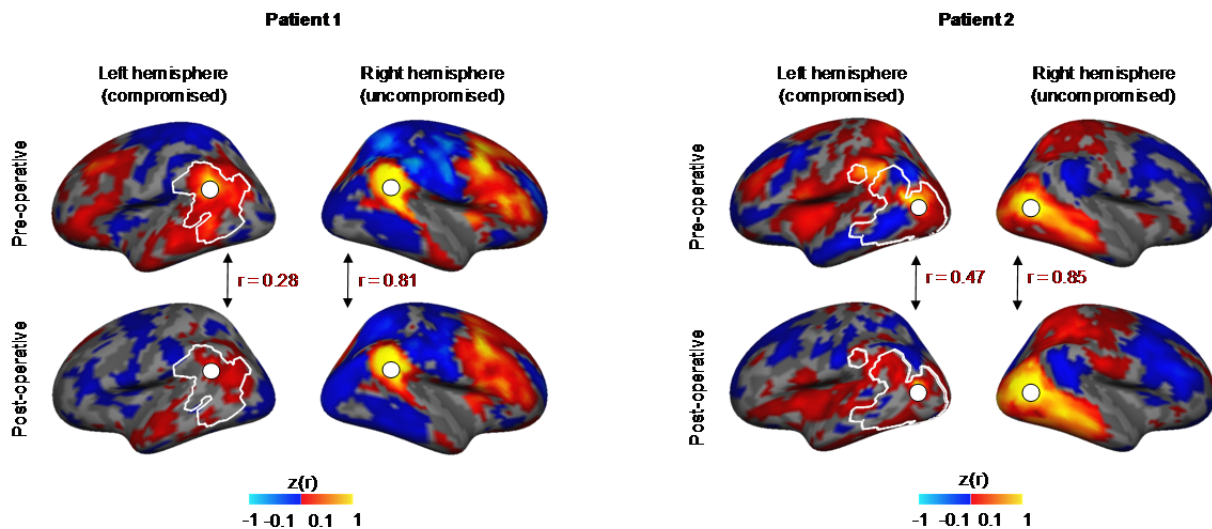 Patient 1
Patient 2
Left hemisphere
(compromised)
Right hemisphere
(uncompromised)
Left hemisphere
(compromised)
Right hemisphere
(uncompromised)
Pre-operative
Pre-operative
r = 0.28
r = 0.81
r = 0.47
r = 0.85
Post-operative
Post-operative
z(r)
-1 -0.1 0.1 1
z(r)
-1 -0.1 0.1 1